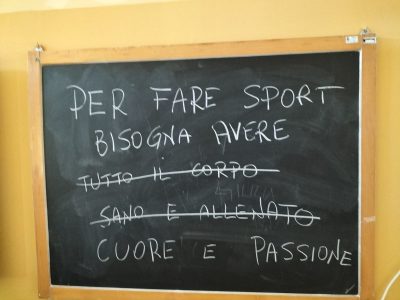 PER FARE SPORT
BISOGNA AVERE
TUTTO IL CORPO
SANO E ALLENATO
CUORE E PASSIONE